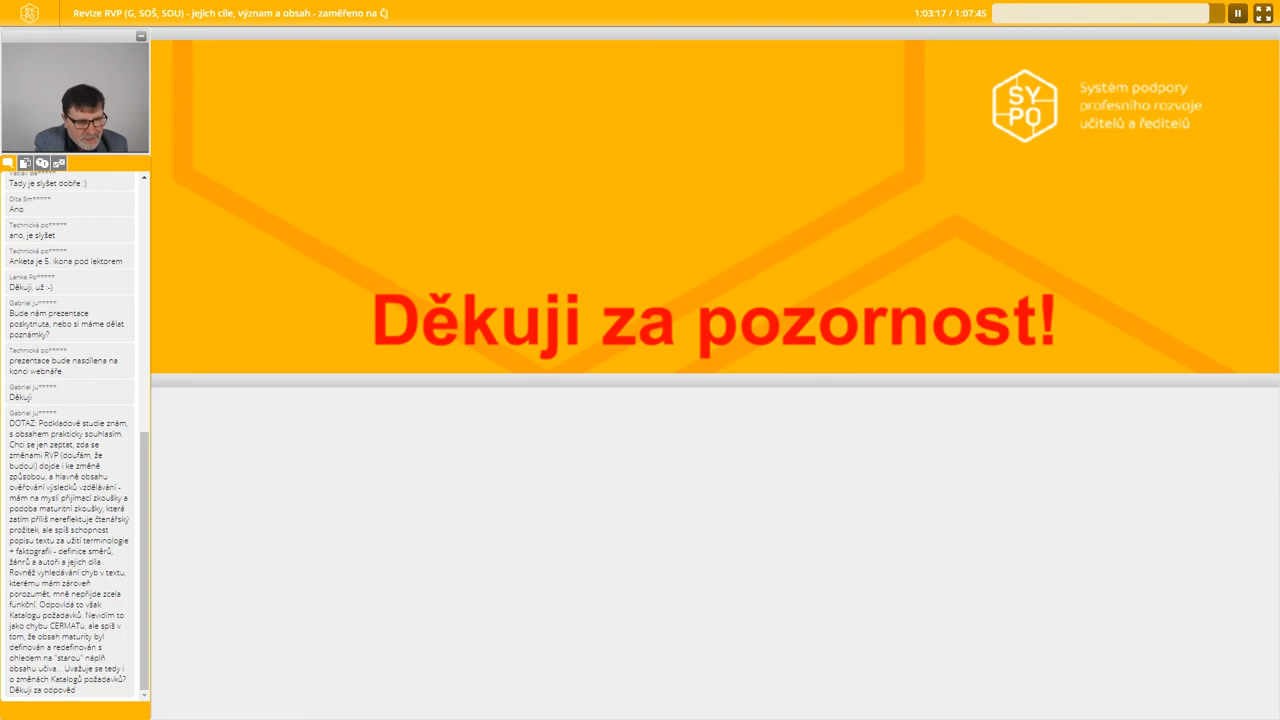 Revize RVP (G, SOŠ, SOU) - jejich cíle, význam a obsah - zaměřeno na Čj
1:03:17 / 1:07:45
SY
PO
Systém podpory
profesního rozvoje
učitelů a ředitelů
Děkuji za pozornost!
Tady je slyšet dobře :)
Dita Sm*****
Ano
Technická po*****
ano, je slyšet
Technická po*****
Anketa je 5. ikona pod lektorem
Lenka Po*****
Děkuji, už :-)
Gabriel Ju*****
Bude nám prezentace
poskytnuta, nebo si máme dělat
poznámky?
Technická po*****
prezentace bude nasdílena na
konci webnáře
Gabriel Ju*****
Děkuji
Gabriel Ju*****
DOTAZ: Podkladové studie znám,
s obsahem prakticky souhlasím.
Chci se jen zeptat, zda se
změnami RVP (doufám, že
budou!) dojde i ke změně
způsobou, a hlavně obsahu
ověřování výsledků vzdělávání -
mám na mysli přijímací zkoušky a
podoba maturitní zkoušky, která
zatím příliš nereflektuje čtenářský
prožitek, ale spíš schopnost
popisu textu za užití terminologie
+ faktografii - definice směrů,
žánrů a autoři a jejich díla.
Rovněž vyhledávání chyb v textu,
kterému mám zároveň
porozumět, mně nepřijde zcela
funkční. Odpovídá to však
Katalogu požadavků. Nevidím to
jako chybu CERMATu, ale spíš v
tom, že obsah maturity byl
definován a redefinován s
ohledem na "starou" náplň
obsahu učiva... Uvažuje se tedy i
o změnách Katalogů požadavků?
Děkuji za odpověď